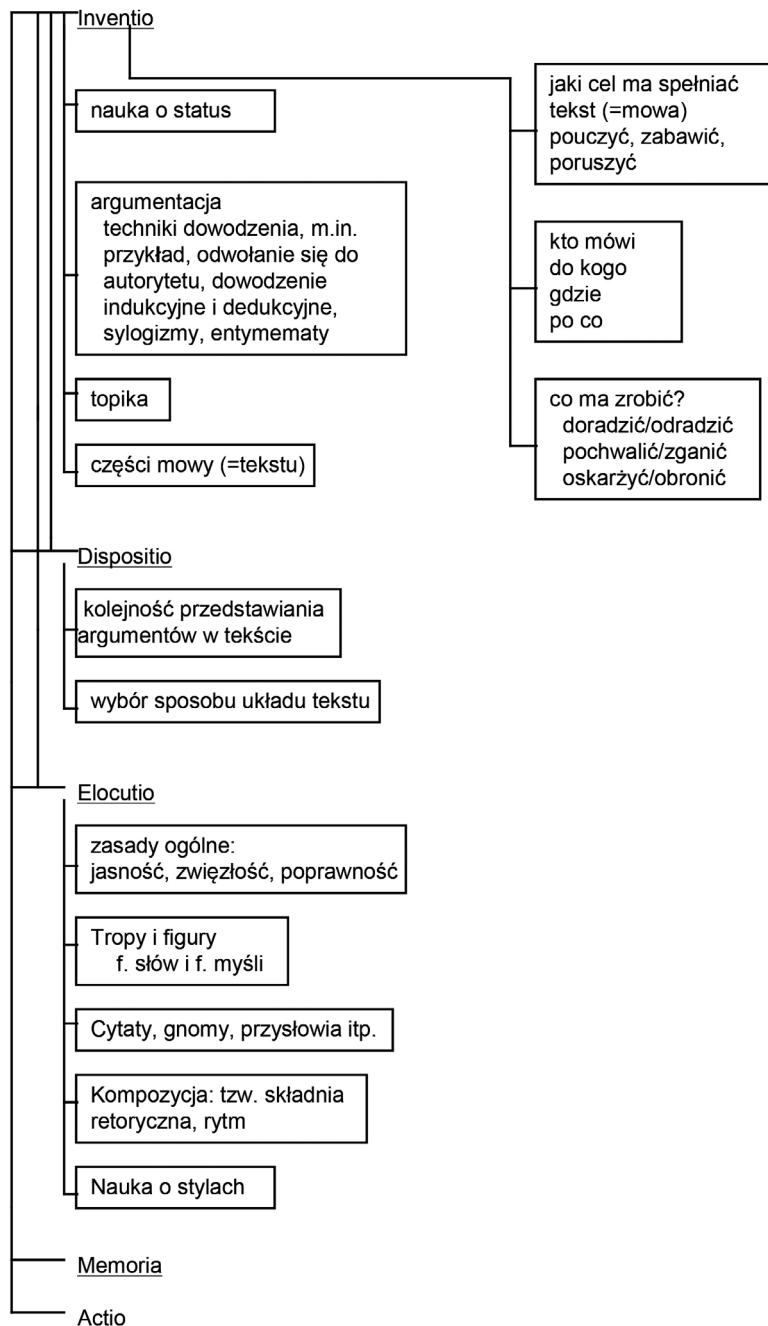 Inventio
nauka o status
argumentacja
techniki dowodzenia, m.in.
przykład, odwołanie się do
autorytetu, dowodzenie
indukcyjne i dedukcyjne,
sylogizmy, entymematy
topika
części mowy (=tekstu)
jaki cel ma spełniać
tekst (=mowa)
pouczyć, zabawić,
poruszyć
kto mówi
do kogo
gdzie
po co
co ma zrobić?
doradzić/odradzić
pochwalić/zganić
oskarżyć/obronić
Dispositio
kolejność przedstawiania
argumentów w tekście
wybór sposobu układu tekstu
Elocutio
zasady ogólne:
jasność, zwięzłość, poprawność
Tropy i figury
f. słów i f. myśli
Cytaty, gnomy, przysłowia itp.
Kompozycja: tzw. składnia
retoryczna, rytm
Nauka o stylach
Memoria
Actio